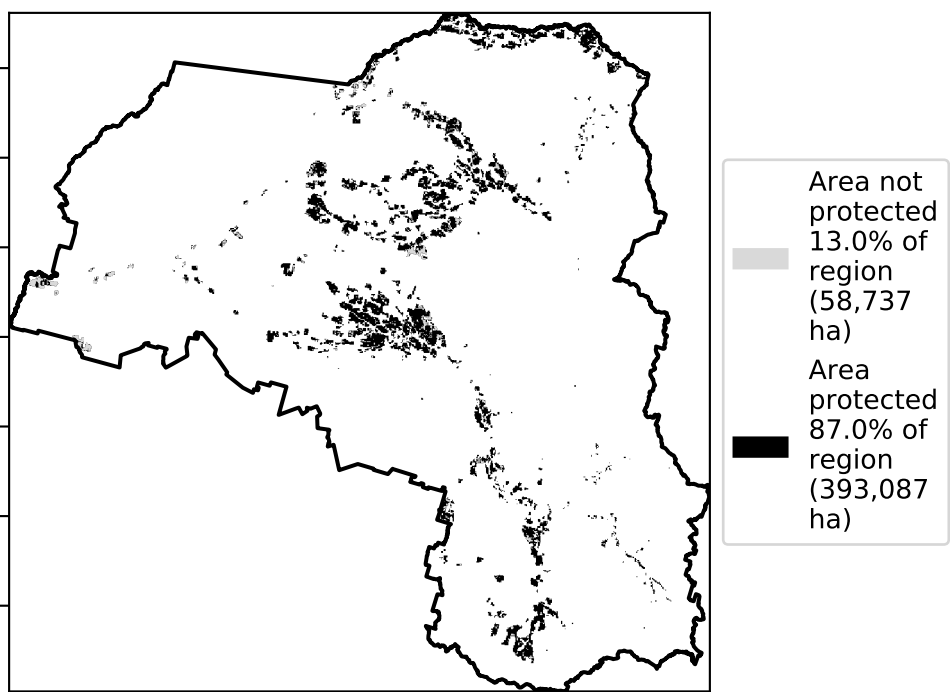 Area not
protected
13.0% of
region
(58,737
ha)
Area
protected
87.0% of
region
(393,087
ha)